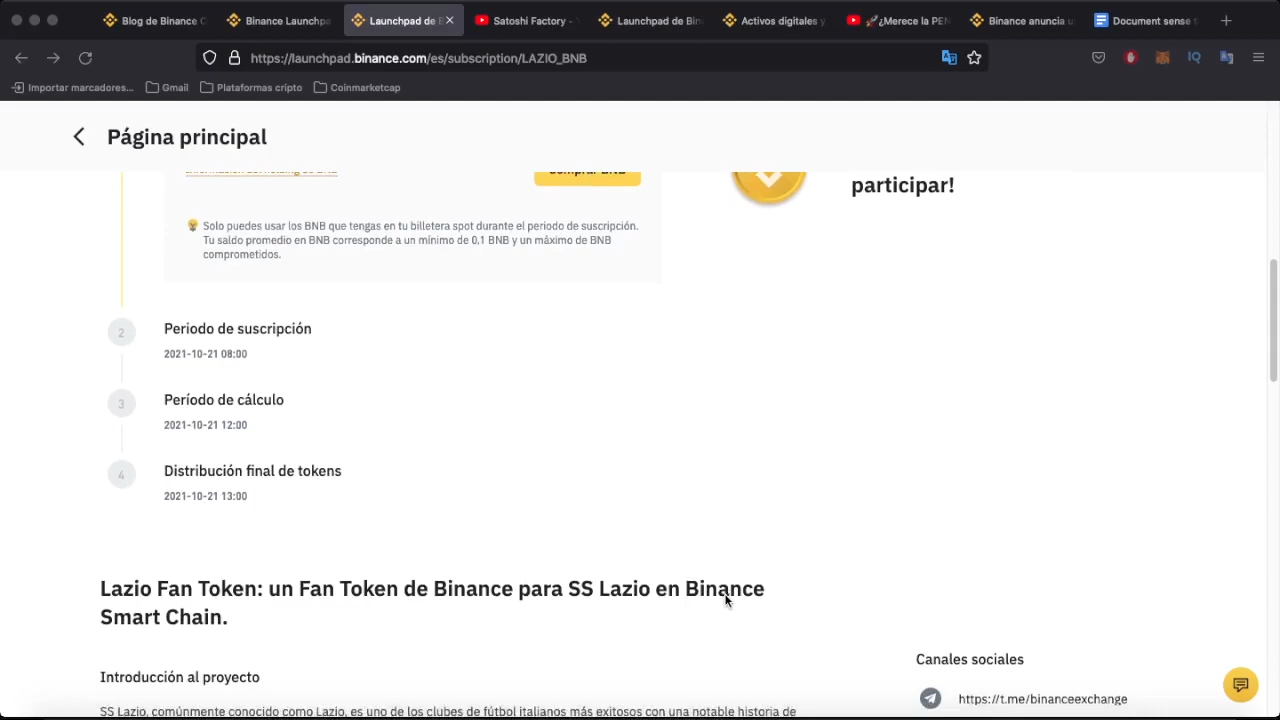 Blog de Binance
Binance Launchpa
Launchpad de B
Satoshi Factory -
Launchpad de Bin
Activos digitales y
🚀¿Merece la PEN
Binance anuncia u
Document sense t
https://launchpad.binance.com/es/subscription/LAZIO_BNB
IQ
Importar marcadores...
Gmail
Plataformas cripto
Coinmarketcap
Página principal
Comprar BNB
participar!
Solo puedes usar los BNB que tengas en tu billetera spot durante el periodo de suscripción.
Tu saldo promedio en BNB corresponde a un mínimo de 0,1 BNB y un máximo de BNB
comprometidos.
2
Periodo de suscripción
2021-10-21 08:00
3
Período de cálculo
2021-10-21 12:00
4
Distribución final de tokens
2021-10-21 13:00
Lazio Fan Token: un Fan Token de Binance para SS Lazio en Binance
Smart Chain.
Introducción al proyecto
SS Lazio, comúnmente conocido como Lazio, es uno de los clubes de fútbol italianos más exitosos con una notable historia de
Canales sociales
https://t.me/binanceexchange